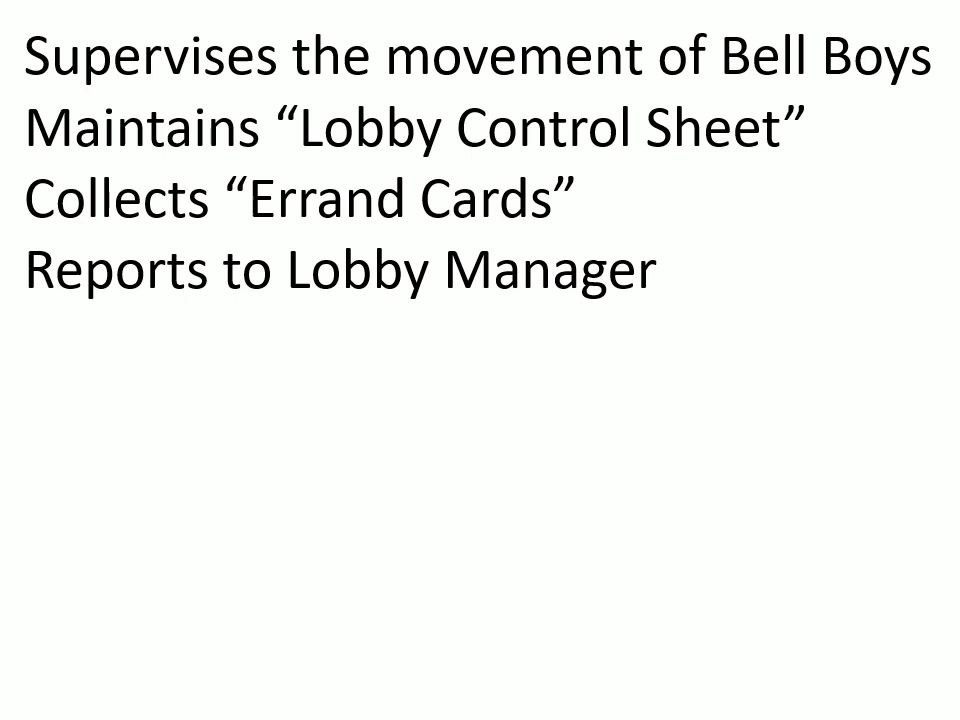 Supervises the movement of Bell Boys
Maintains “Lobby Control Sheet”
Collects “Errand Cards”
Reports to Lobby Manager